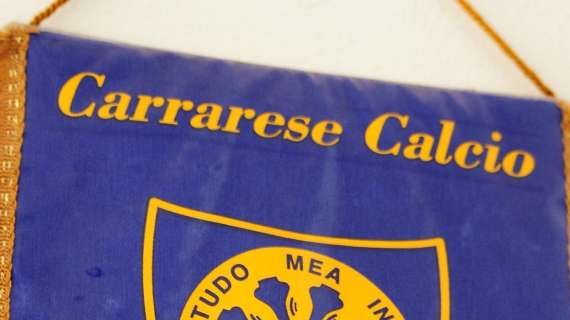 Carrarese Calcio
TUDO MEA IN